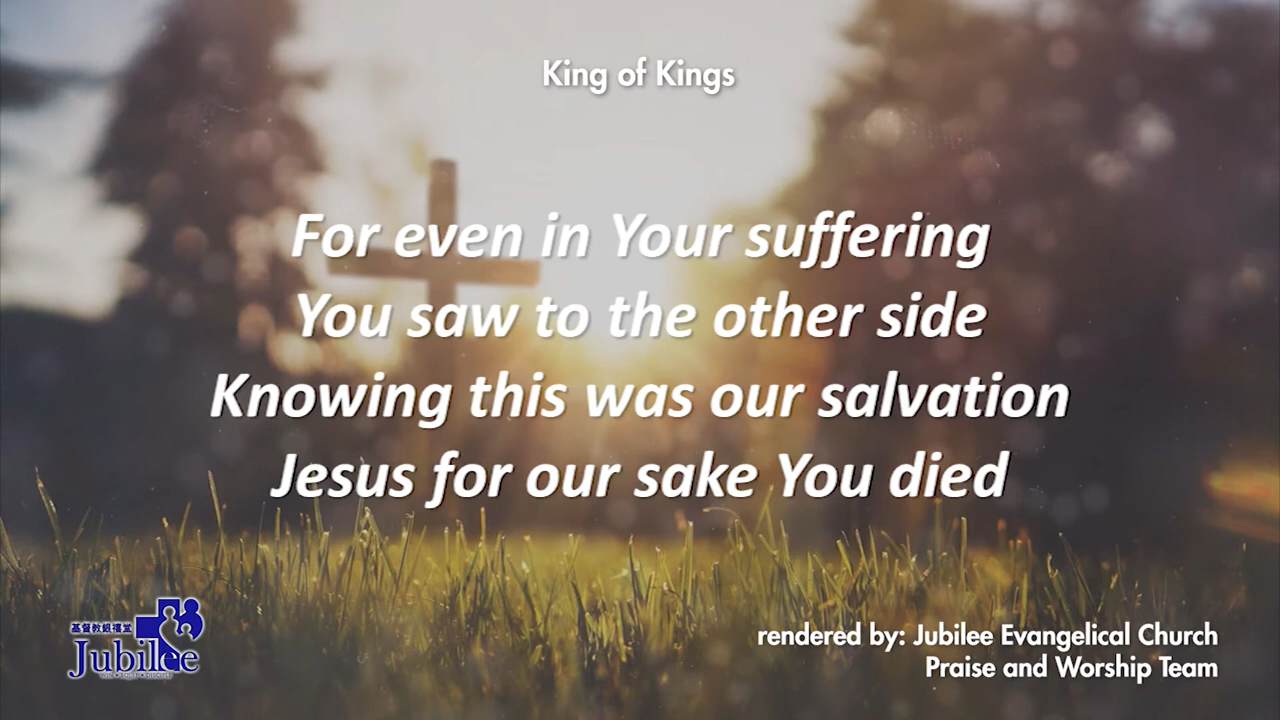 King of Kings
For even in Your suffering
You saw to the other side
Knowing this was our salvation
Jesus for our sake You died
基督教銀禧堂
Jubilee
rendered by: Jubilee Evangelical Church
Praise and Worship Team